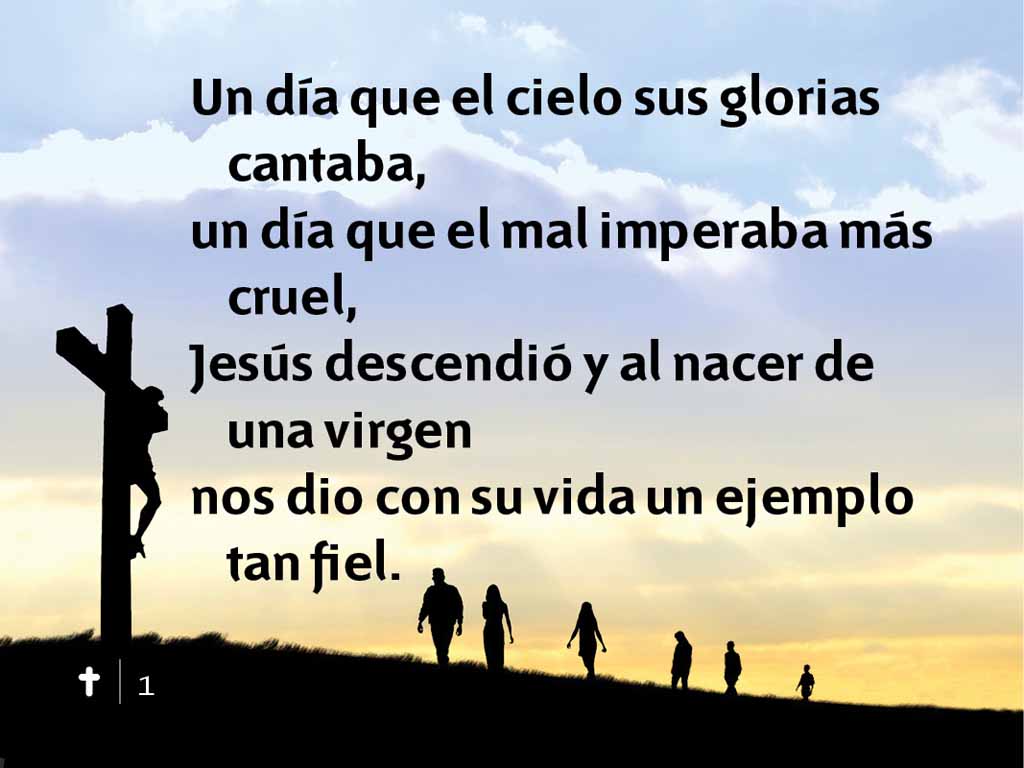 Un día que el cielo sus glorias
cantaba,
un día que el mal imperaba más
cruel,
Jesús descendió y al nacer de
una virgen
nos dio con su vida un ejemplo
tan fiel.
1